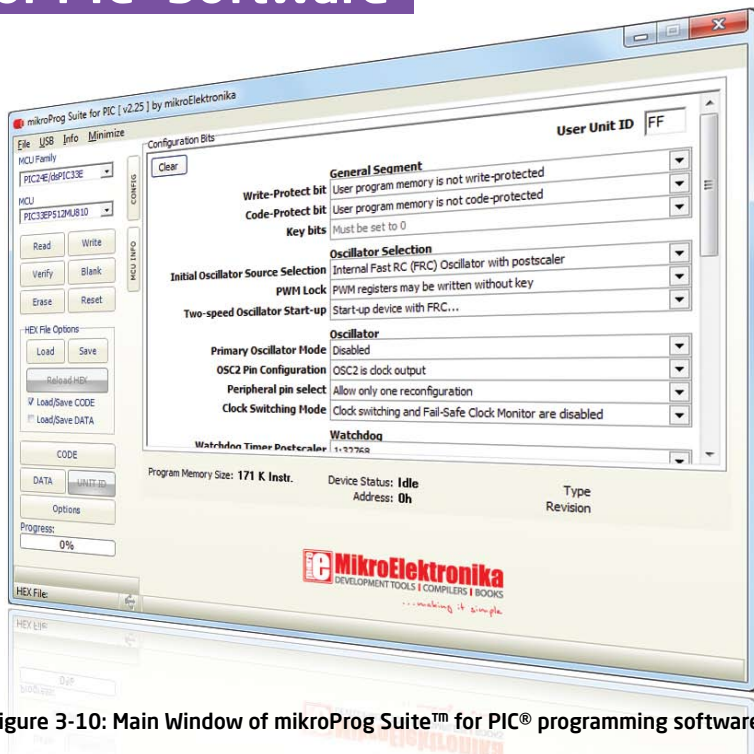 or PIC® Software
mikroProg Suite for PIC [ v2.25 ] by mikroElektronika
File USB Info Minimize
MCU Family
PIC24E/dsPIC33E
MCU
PIC33EP512MU810
Read Write
Verify Blank
Erase Reset
HEX File Options
Load Save
Reload HEX
Load/Save CODE
Load/Save DATA
CODE
DATA UNIT ID
Options
Progress:
0%
HEX File:
CONFIG
MCU INFO
Configuration Bits
User Unit ID FF
Clear
General Segment
Write-Protect bit User program memory is not write-protected
Code-Protect bit User program memory is not code-protected
Key bits Must be set to 0
Oscillator Selection
Initial Oscillator Source Selection Internal Fast RC (FRC) Oscillator with postscaler
PWM Lock PWM registers may be written without key
Two-speed Oscillator Start-up Start-up device with FRC...
Oscillator
Primary Oscillator Mode Disabled
OSC2 Pin Configuration OSC2 is clock output
Peripheral pin select Allow only one reconfiguration
Clock Switching Mode Clock switching and Fail-Safe Clock Monitor are disabled
Watchdog
Watchdog Timer Postscaler 1:32768
Program Memory Size: 171 K Instr.
Device Status: Idle
Address: 0h
Type
Revision
MikroElektronika
DEVELOPMENT TOOLS I COMPILERS I BOOKS
...making it simple
igure 3-10: Main Window of mikroProg Suite™ for PIC® programming software